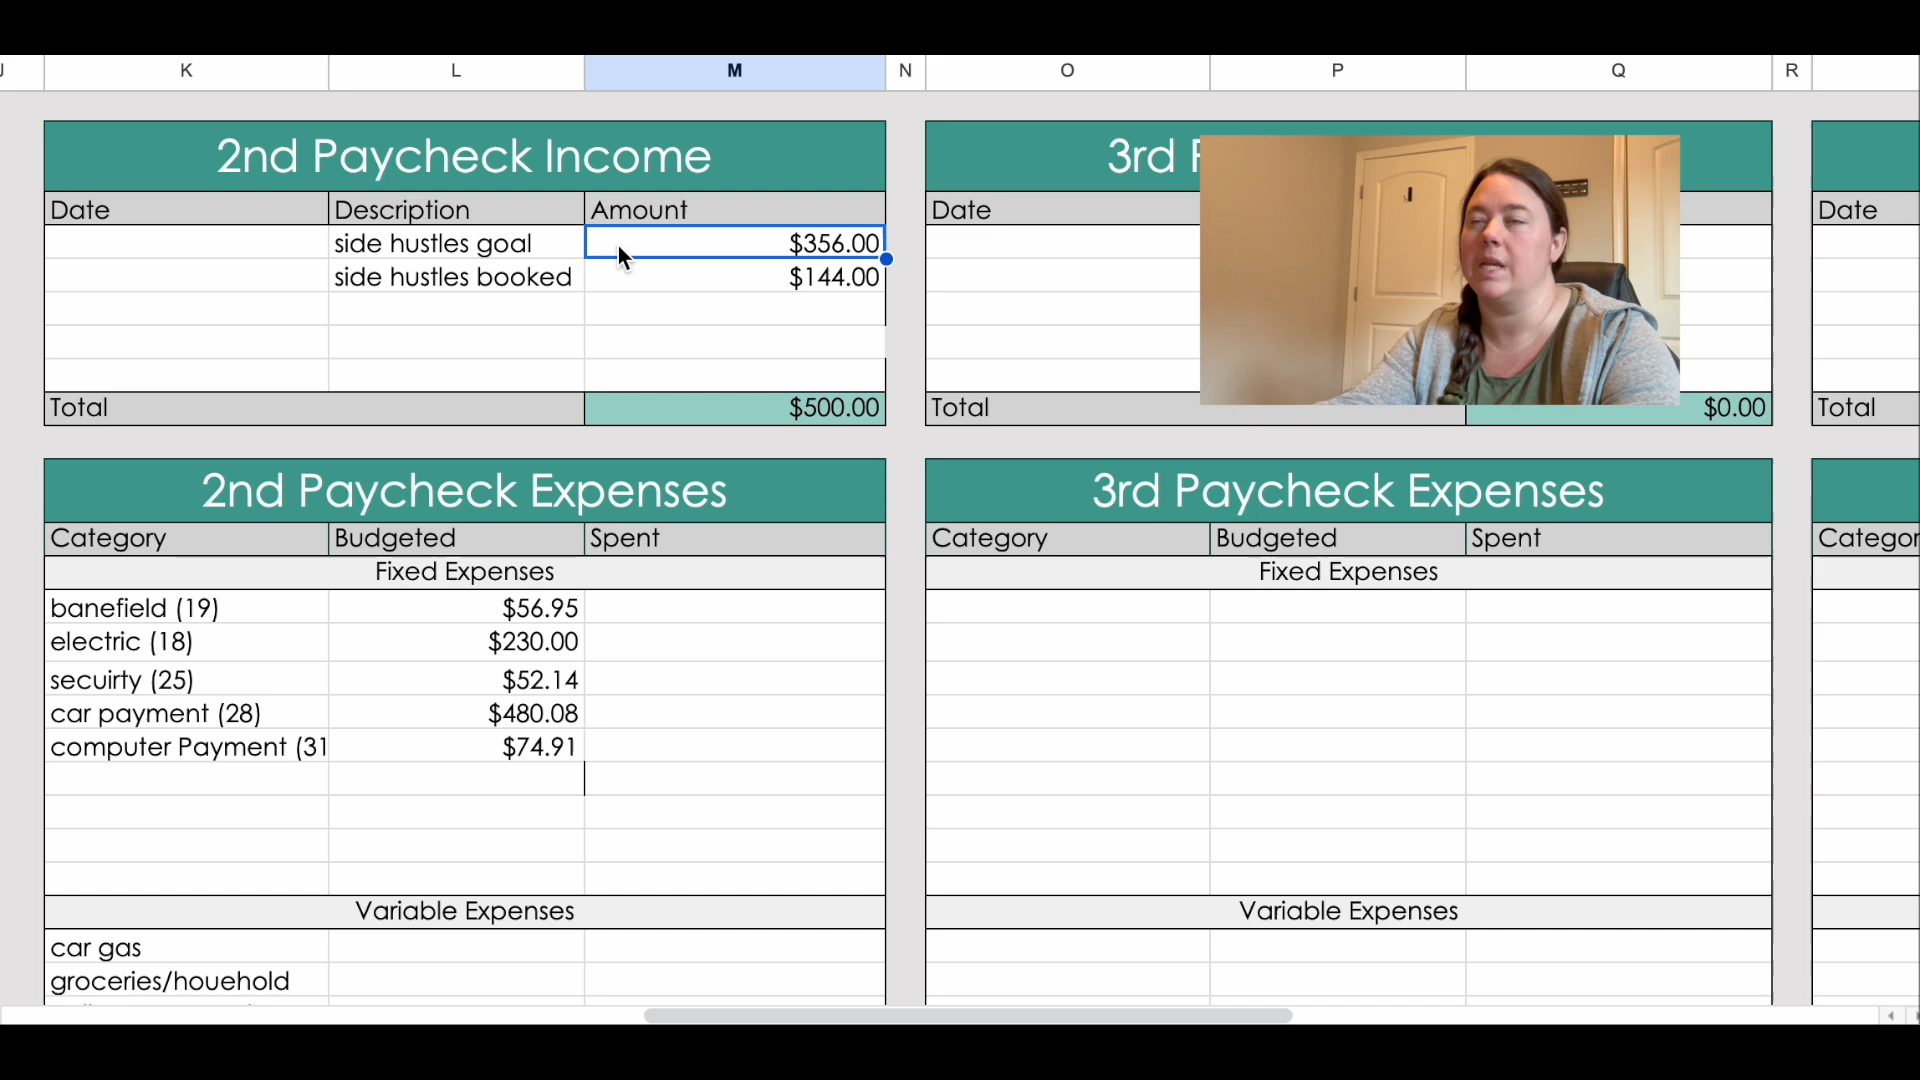 J K L M N O P Q R
2nd Paycheck Income
3rd
Date Description Amount
Date
Date
side hustles goal $356.00
side hustles booked $144.00
Total $500.00
Total $0.00
Total
2nd Paycheck Expenses
3rd Paycheck Expenses
Category Budgeted Spent
Category Budgeted Spent
Categor
Fixed Expenses
Fixed Expenses
banefield (19) $56.95
electric (18) $230.00
secuirty (25) $52.14
car payment (28) $480.08
computer Payment (31 $74.91
Variable Expenses
Variable Expenses
car gas
groceries/houehold